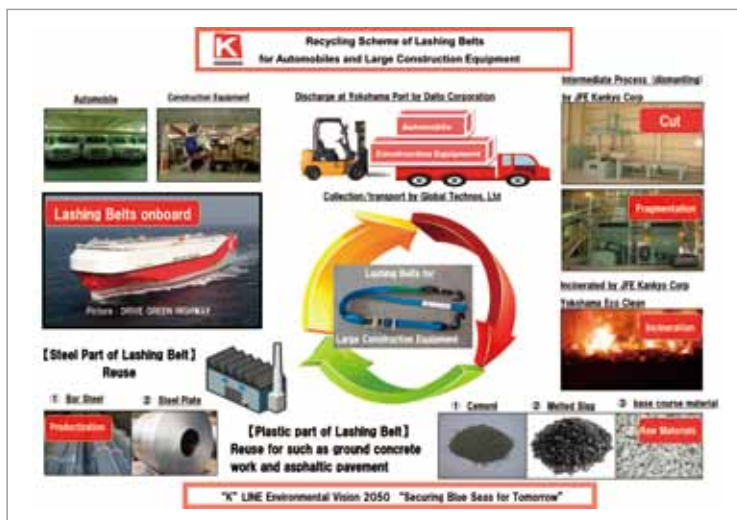 K
Recycling Scheme of Lashing Belts
for Automobiles and Large Construction Equipment
Automobile
Construction Equipment
Discharge at Yokohama Port by Daito Corporation
Automobile
Construction Equipment
Collection/transport by Global Technos, Ltd
Intermediate Process (dismantling)
by JFE Kankyo Corp
Cut
Fragmentation
Incinerated by JFE Kankyo Corp
Yokohama Eco Clean
Incineration
Lashing Belts onboard
Picture : DRIVE GREEN HIGHWAY
Lashing Belts for
Large Construction Equipment
【Steel Part of Lashing Belt】
Reuse
① Bar Steel
② Steel Plate
Productization
【Plastic part of Lashing Belt】
Reuse for such as ground concrete
work and asphaltic pavement
① Cement
② Melted Slag
③ base course material
Raw Materials
"K" LINE Environmental Vision 2050 "Securing Blue Seas for Tomorrow"